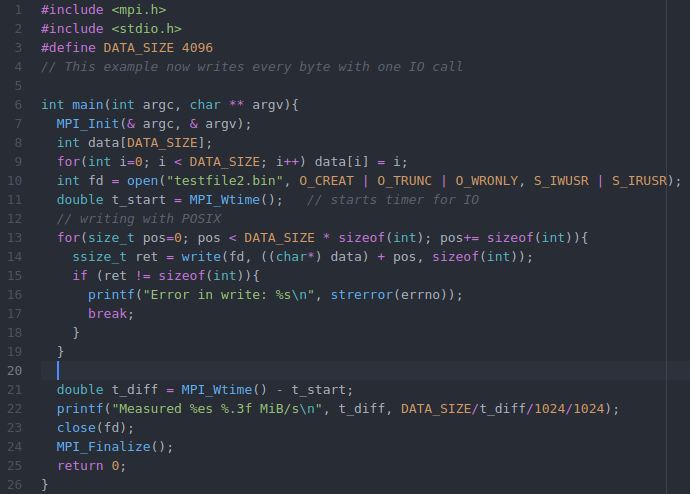 1 #include <mpi.h>
2 #include <stdio.h>
3 #define DATA_SIZE 4096
4 // This example now writes every byte with one IO call
5
6 int main(int argc, char ** argv){
7   MPI_Init(& argc, & argv);
8   int data[DATA_SIZE];
9   for(int i=0; i < DATA_SIZE; i++) data[i] = i;
10   int fd = open("testfile2.bin", O_CREAT | O_TRUNC | O_WRONLY, S_IWUSR | S_IRUSR);
11   double t_start = MPI_Wtime();   // starts timer for IO
12   // writing with POSIX
13   for(size_t pos=0; pos < DATA_SIZE * sizeof(int); pos+= sizeof(int)){
14     ssize_t ret = write(fd, ((char*) data) + pos, sizeof(int));
15     if (ret != sizeof(int)){
16       printf("Error in write: %s\n", strerror(errno));
17       break;
18     }
19   }
20
21   double t_diff = MPI_Wtime() - t_start;
22   printf("Measured %es %.3f MiB/s\n", t_diff, DATA_SIZE/t_diff/1024/1024);
23   close(fd);
24   MPI_Finalize();
25   return 0;
26 }